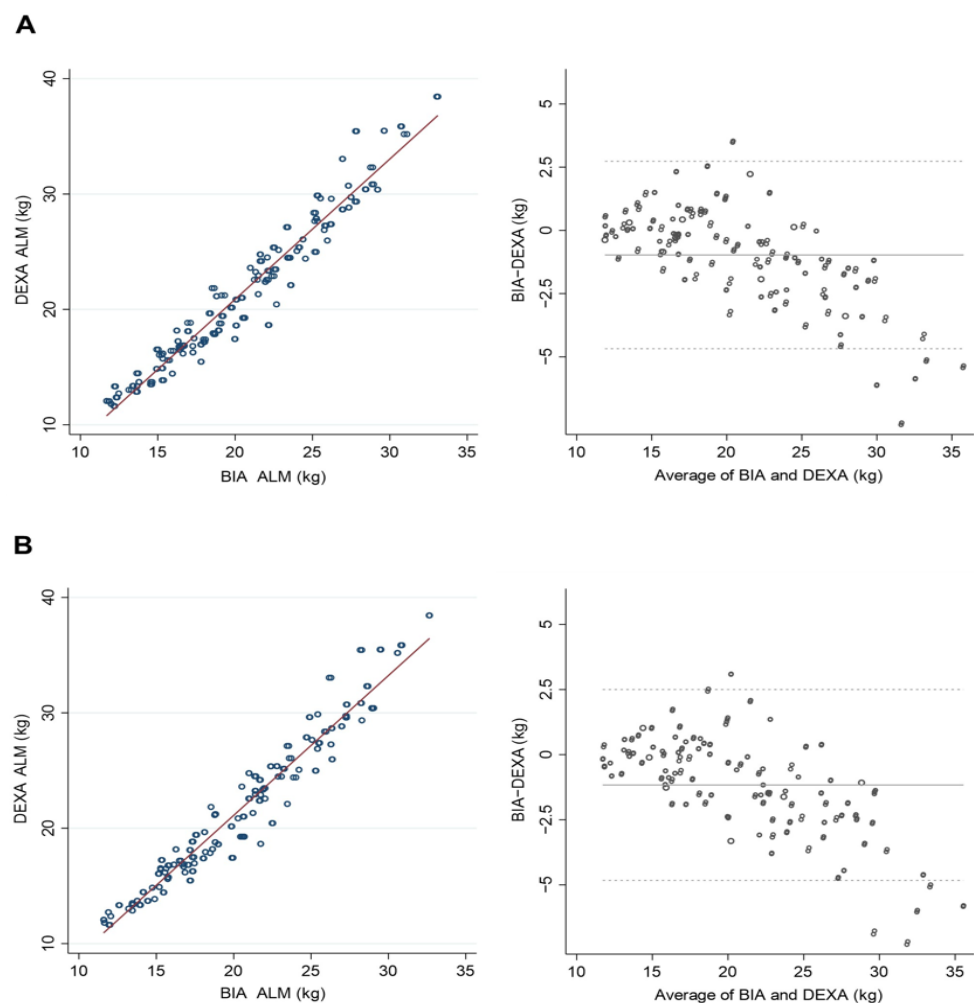 A
DEXA ALM (kg)
40
30
20
10
10 15 20 25 30 35
BIA ALM (kg)
BIA−DEXA (kg)
5
2.5
0
-2.5
-5
10 15 20 25 30 35
Average of BIA and DEXA (kg)
B
DEXA ALM (kg)
40
30
20
10
10 15 20 25 30 35
BIA ALM (kg)
BIA−DEXA (kg)
5
2.5
0
-2.5
-5
10 15 20 25 30 35
Average of BIA and DEXA (kg)